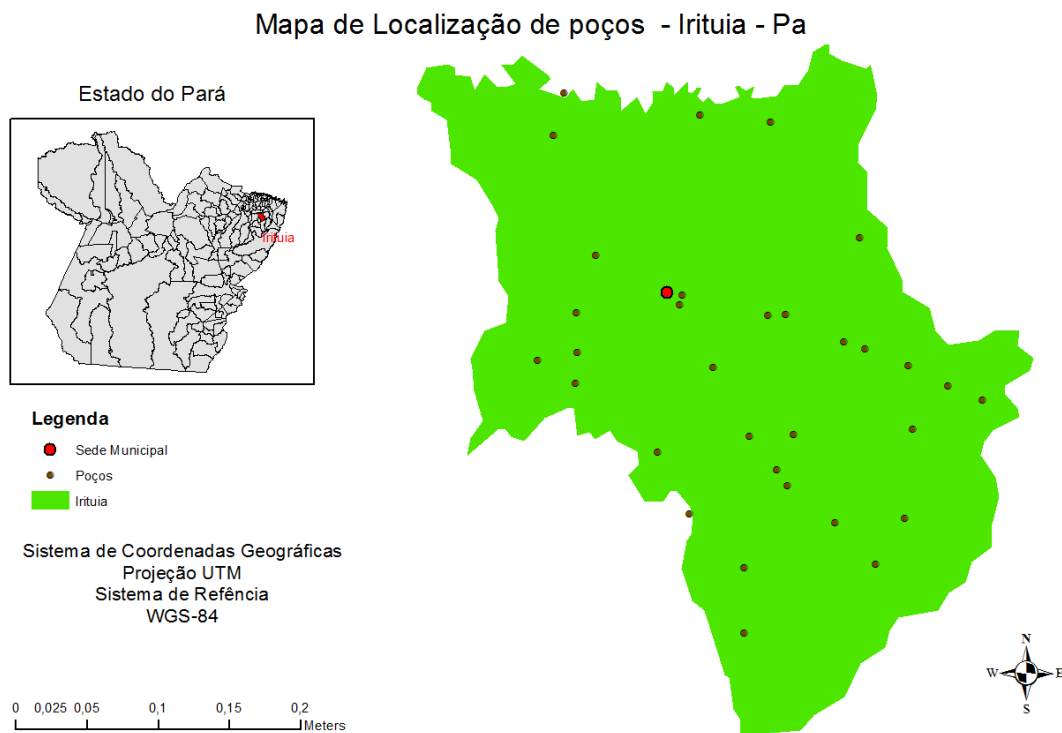 Mapa de Localização de poços - Irituia - Pa
Estado do Pará
Irituia
Legenda
Sede Municipal
Poços
Irituia
Sistema de Coordenadas Geográficas
Projeção UTM
Sistema de Refência
WGS-84
0 0,025 0,05 0,1 0,15 0,2
Meters
N
W E
S